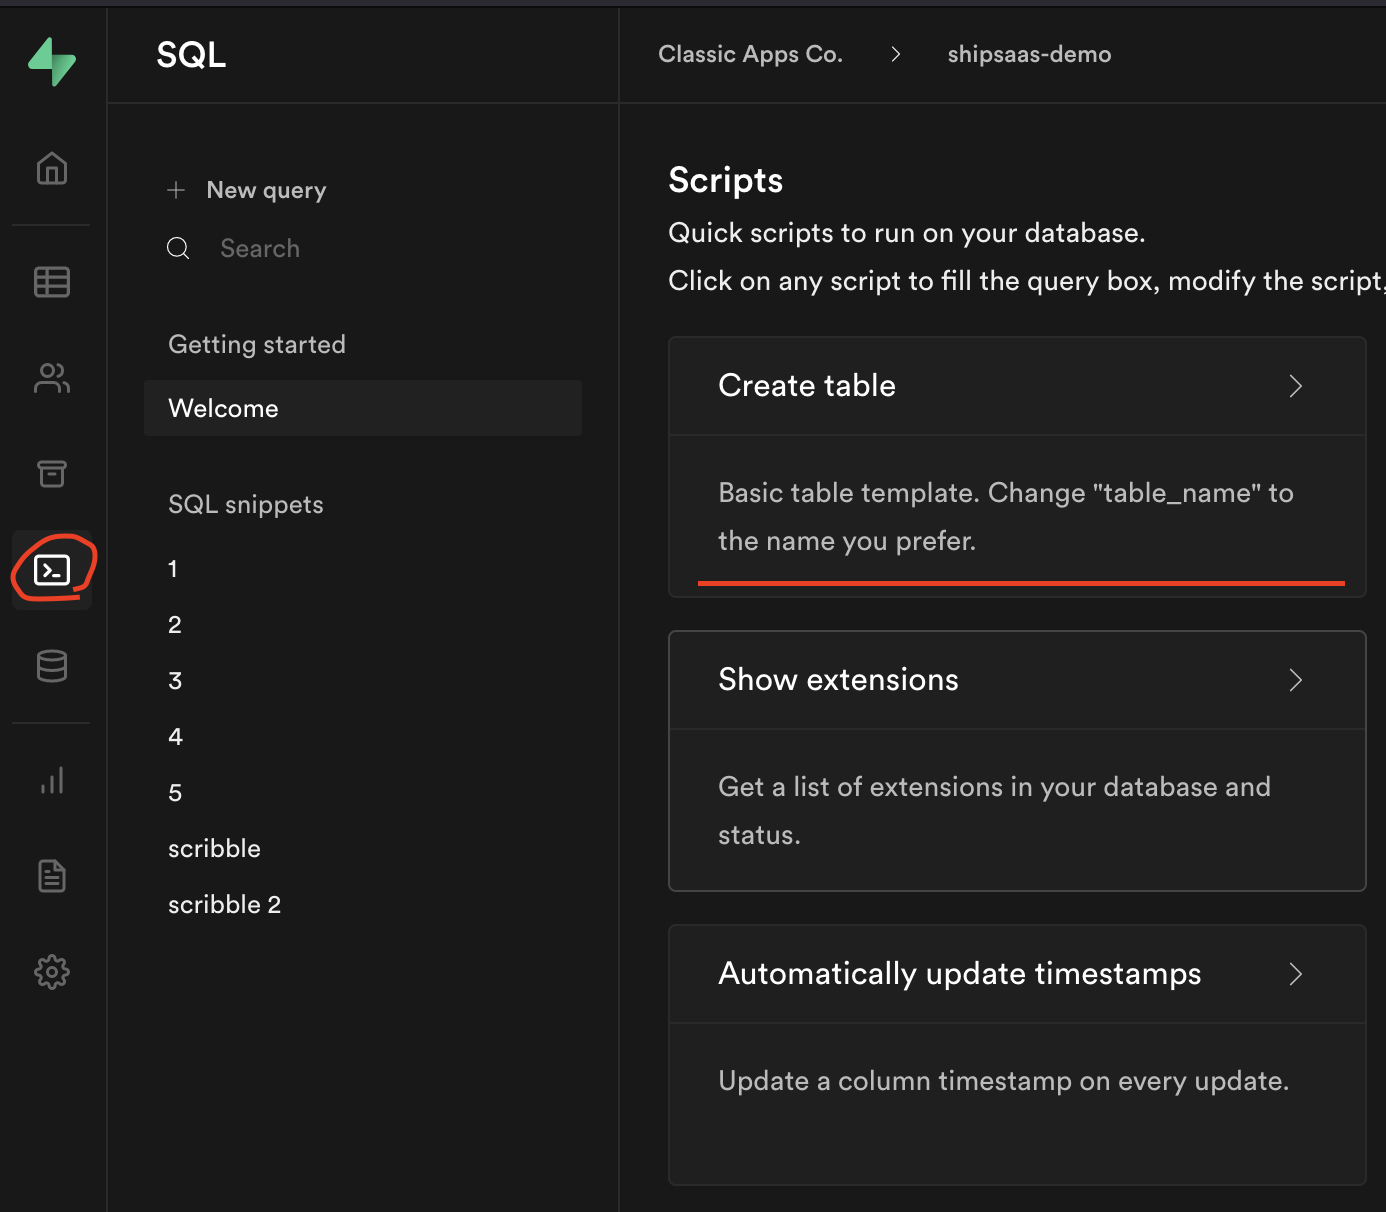 SQL
Classic Apps Co.
shipsaas-demo
New query
Search
Getting started
Welcome
SQL snippets
1
2
3
4
5
scribble
scribble 2
Scripts
Quick scripts to run on your database.
Click on any script to fill the query box, modify the script,
Create table
Basic table template. Change "table_name" to
the name you prefer.
Show extensions
Get a list of extensions in your database and
status.
Automatically update timestamps
Update a column timestamp on every update.